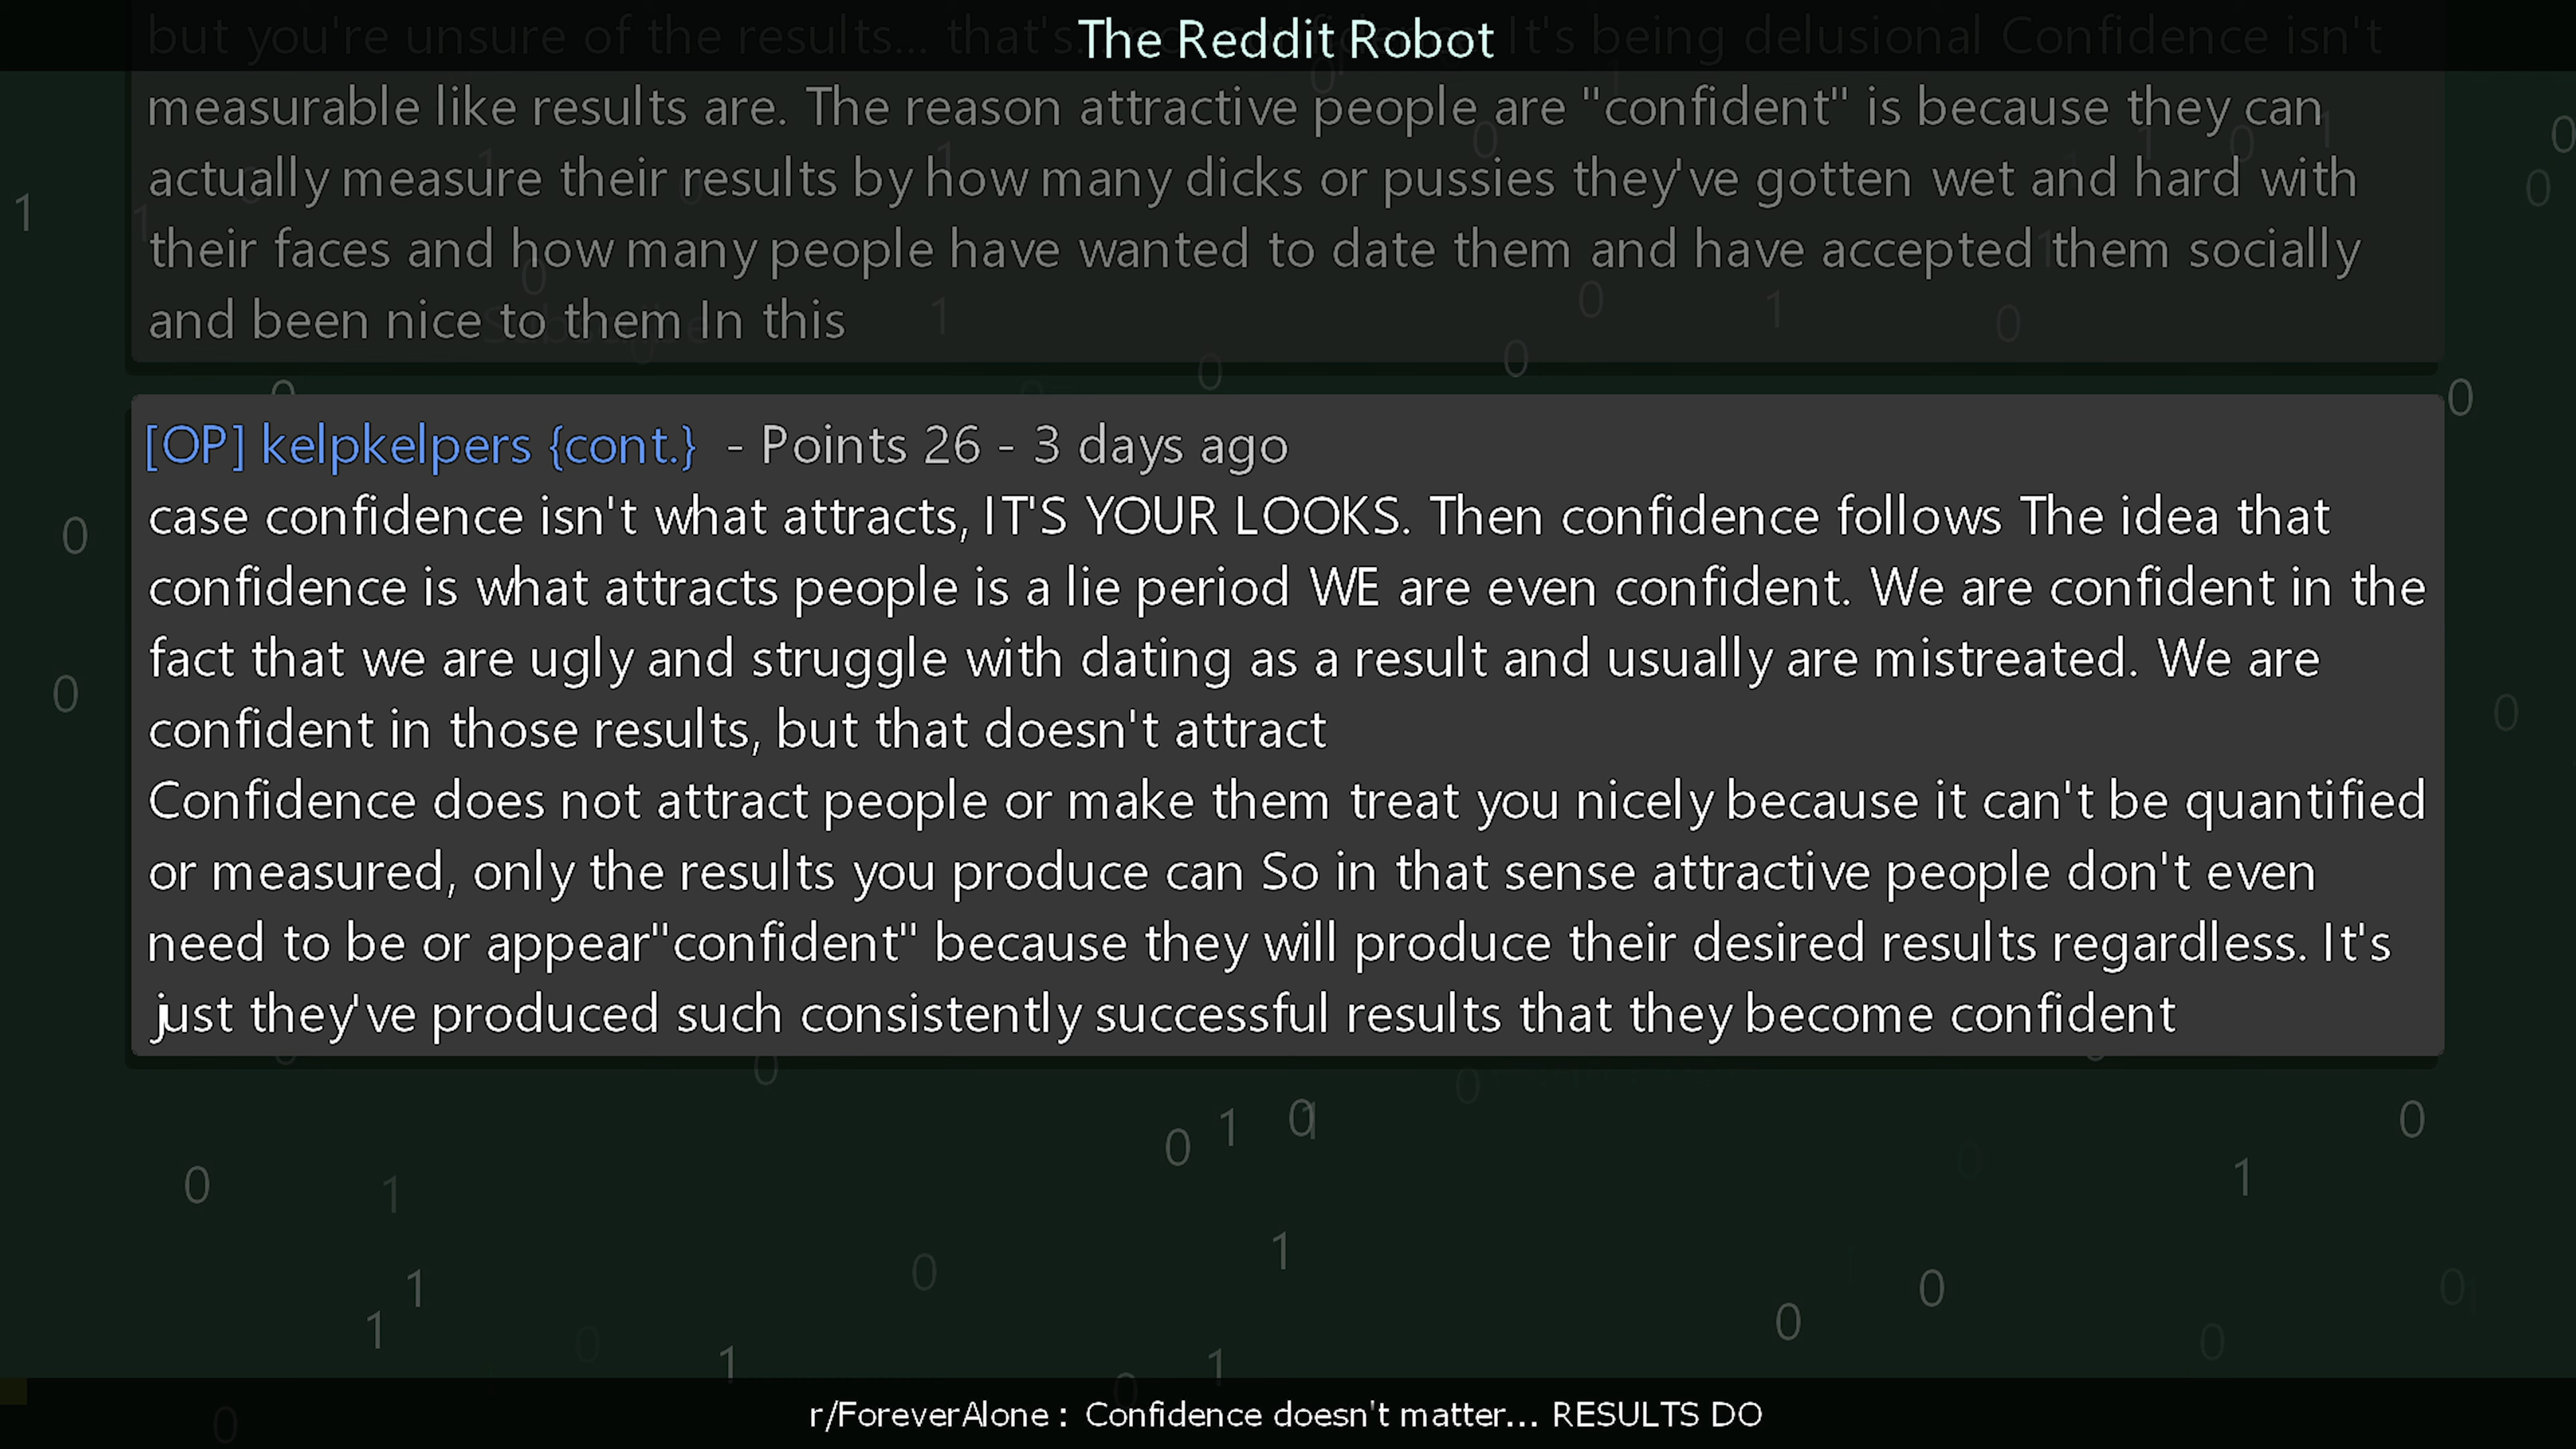 The Reddit Robot
but you're unsure of the results... that's It's being delusional Confidence isn't
measurable like results are. The reason attractive people are "confident" is because they can
actually measure their results by how many dicks or pussies they've gotten wet and hard with
their faces and how many people have wanted to date them and have accepted them socially
and been nice to them In this
[OP] kelpkelpers {cont.} - Points 26 - 3 days ago
case confidence isn't what attracts, IT'S YOUR LOOKS. Then confidence follows The idea that
confidence is what attracts people is a lie period WE are even confident. We are confident in the
fact that we are ugly and struggle with dating as a result and usually are mistreated. We are
confident in those results, but that doesn't attract
Confidence does not attract people or make them treat you nicely because it can't be quantified
or measured, only the results you produce can So in that sense attractive people don't even
need to be or appear"confident" because they will produce their desired results regardless. It's
just they've produced such consistently successful results that they become confident
r/ForeverAlone : Confidence doesn't matter... RESULTS DO